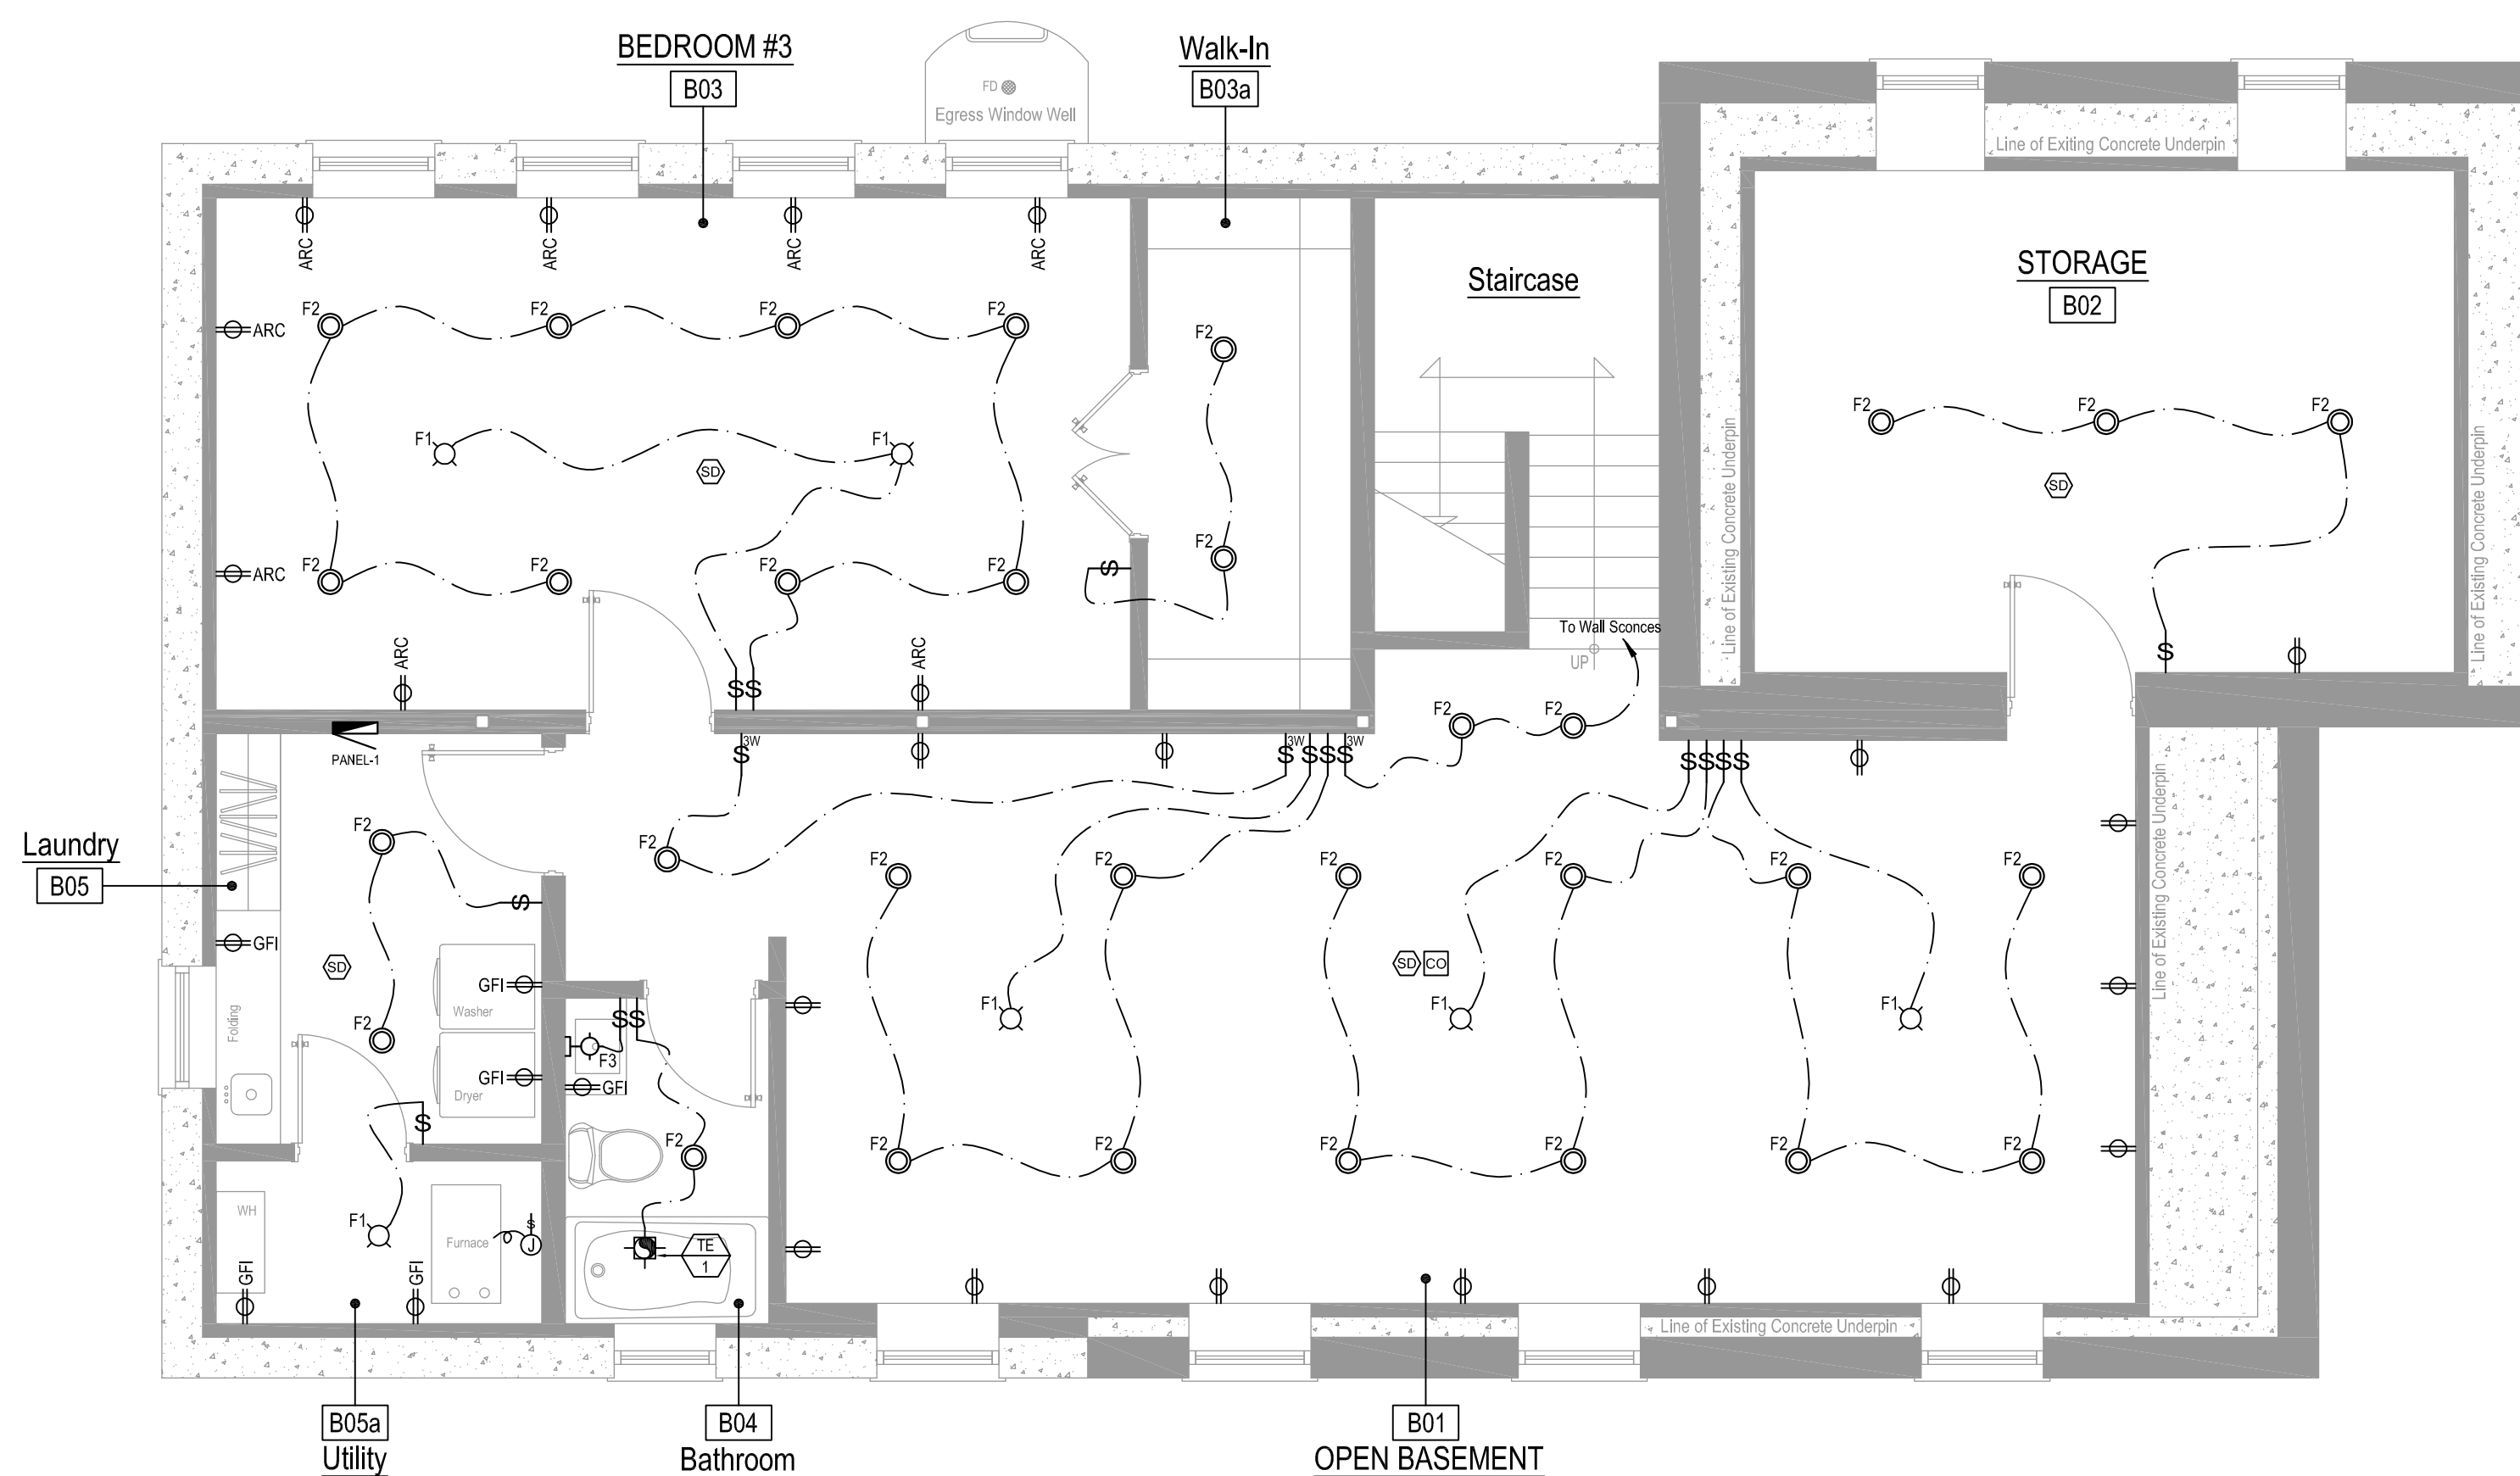 BEDROOM #3
B03
Walk-In
B03a
FD
Egress Window Well
Line of Exiting Concrete Underpin
ARC
ARC
ARC
ARC
STORAGE
B02
Staircase
F2
F2
F2
F2
ARC
F2
F2
F2
F2
F1
F1
SD
SD
Line of Existing Concrete Underpin
Line of Existing Concrete Underpin
F2
F2
F2
F2
F2
S
ARC
To Wall Sconces
UP
S
ARC
ARC
SS
F2
F2
PANEL-1
S
3W
S
3W
S
S
S
3W
S
S
S
S
Line of Existing Concrete Underpin
F2
F2
Laundry
B05
F2
F2
F2
F2
F2
F2
S
GFI
SD
SD
CO
GFI
Washer
F1
F1
F1
Folding
F2
SS
F3
GFI
Dryer
GFI
S
F2
F2
F2
F2
F2
F2
F2
WH
F1
Furnace
S
J
TE
1
GFI
GFI
Line of Existing Concrete Underpin
B05a
Utility
B04
Bathroom
B01
OPEN BASEMENT